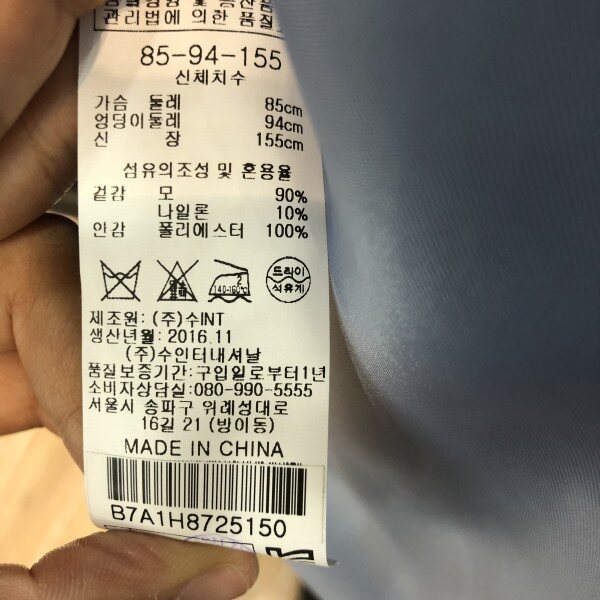 관리법에 의한 품질
85-94-155
신체치수
가슴 둘레 85cm
엉덩이둘레 94cm
신 장 155cm
섬유의조성 및 혼용율
겉감 모 90%
나일론 10%
안감 폴리에스터 100%
140-160℃
드라이
석유계
제조원: (주)수INT
생산년월: 2016.11
(주)수인터내셔날
품질보증기간:구입일로부터1년
소비자상담실:080-990-5555
서울시 송파구 위례성대로
16길 21 (방이동)
MADE IN CHINA
B7A1H8725150